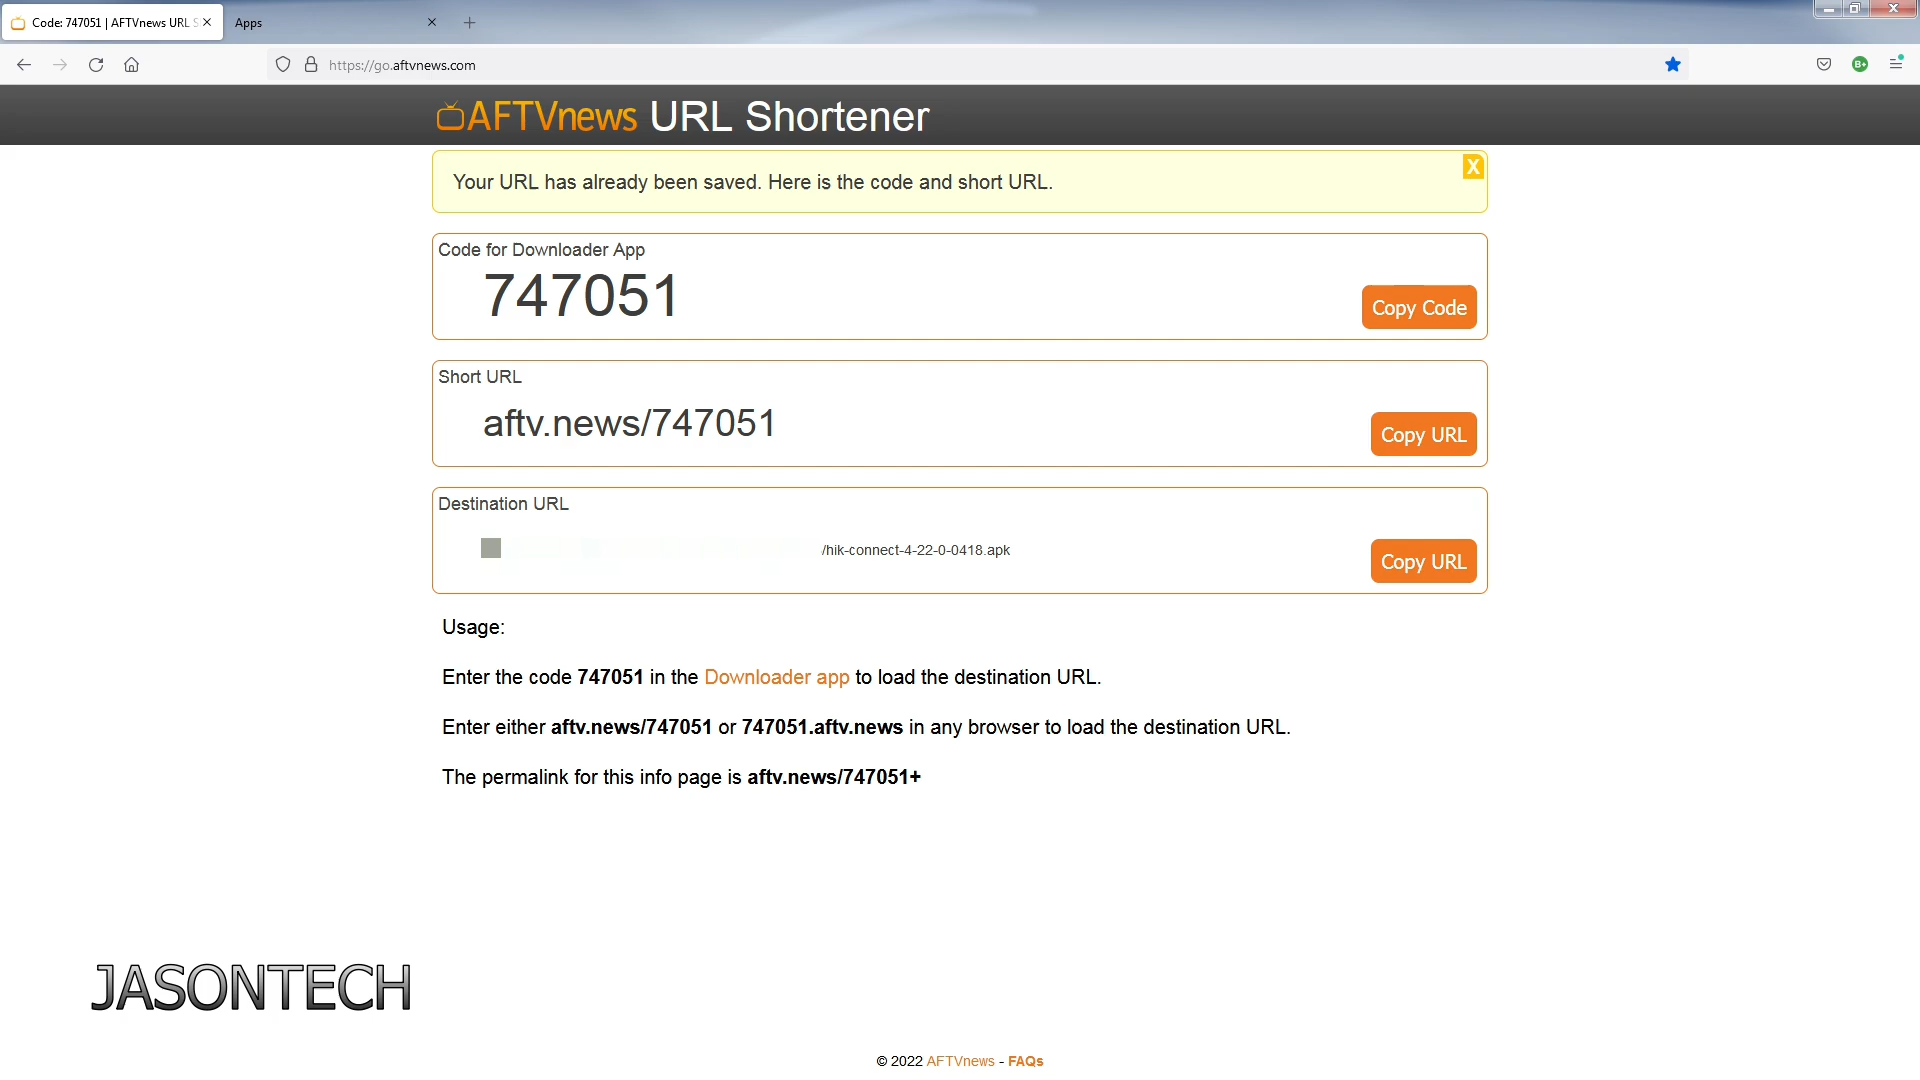 Code: 747051 | AFTVnews URL S
Apps
https://go.aftvnews.com
AFTVnews URL Shortener
Your URL has already been saved. Here is the code and short URL.
X
Code for Downloader App
747051
Copy Code
Short URL
aftv.news/747051
Copy URL
Destination URL
/hik-connect-4-22-0-0418.apk
Copy URL
Usage:
Enter the code 747051 in the Downloader app to load the destination URL.
Enter either aftv.news/747051 or 747051.aftv.news in any browser to load the destination URL.
The permalink for this info page is aftv.news/747051+
JASONTECH
© 2022 AFTVnews - FAQs